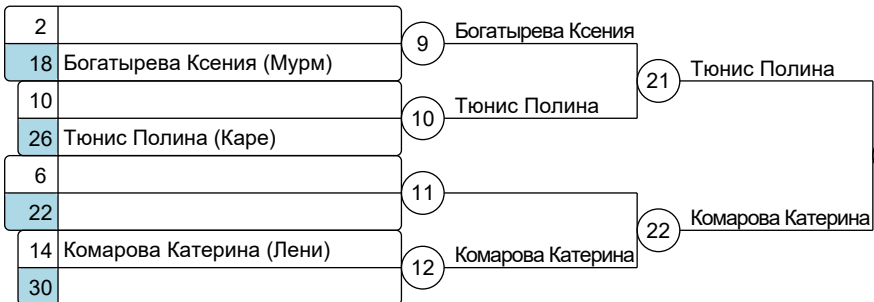 2
18 Богатырева Ксения (Мурм)
10
26 Тюнис Полина (Каре)
6
22
14 Комарова Катерина (Лени)
30
9 Богатырева Ксения
10 Тюнис Полина
11
12 Комарова Катерина
21 Тюнис Полина
22 Комарова Катерина